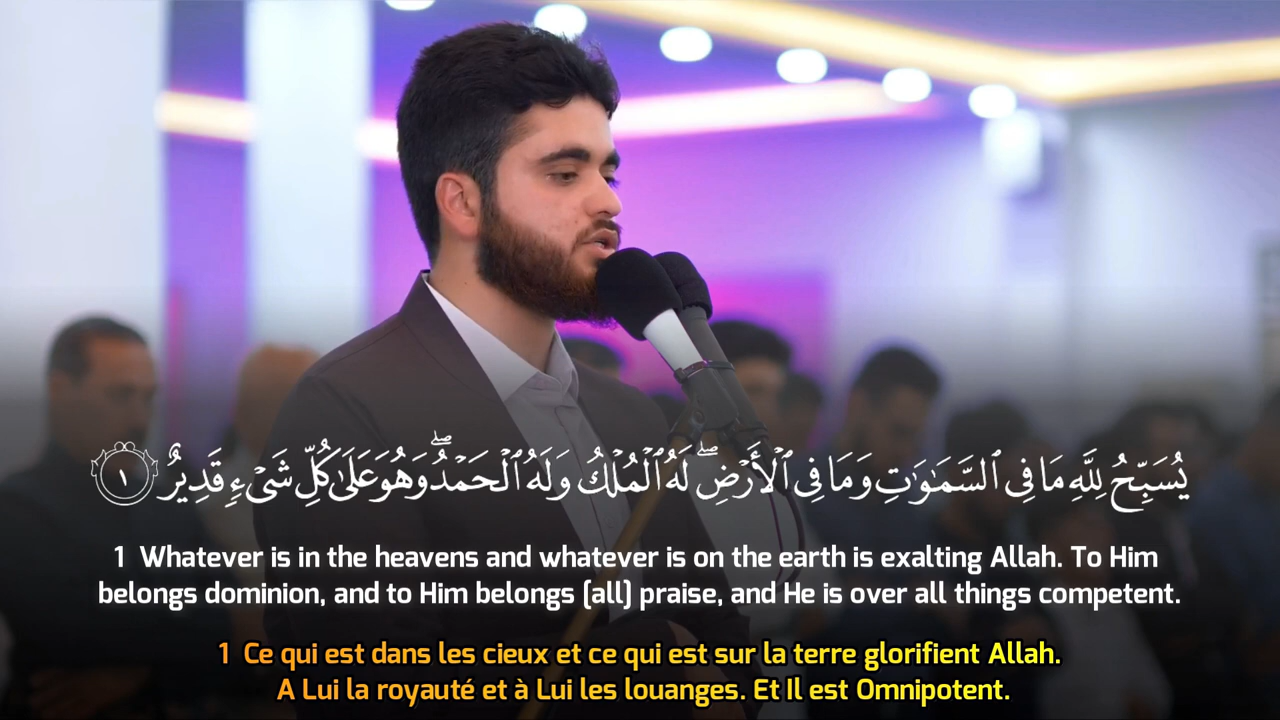 يُسَبِّحُ لِلَّهِ مَا فِى ٱلسَّمَـٰوَٰتِ وَمَا فِى ٱلْأَرْضِ ۖ لَهُ ٱلْمُلْكُ وَلَهُ ٱلْحَمْدُ ۖ وَهُوَ عَلَىٰ كُلِّ شَىْءٍ قَدِيرٌ ١
1 Whatever is in the heavens and whatever is on the earth is exalting Allah. To Him
belongs dominion, and to Him belongs [all] praise, and He is over all things competent.
1 Ce qui est dans les cieux et ce qui est sur la terre glorifient Allah.
A Lui la royauté et à Lui les louanges. Et Il est Omnipotent.